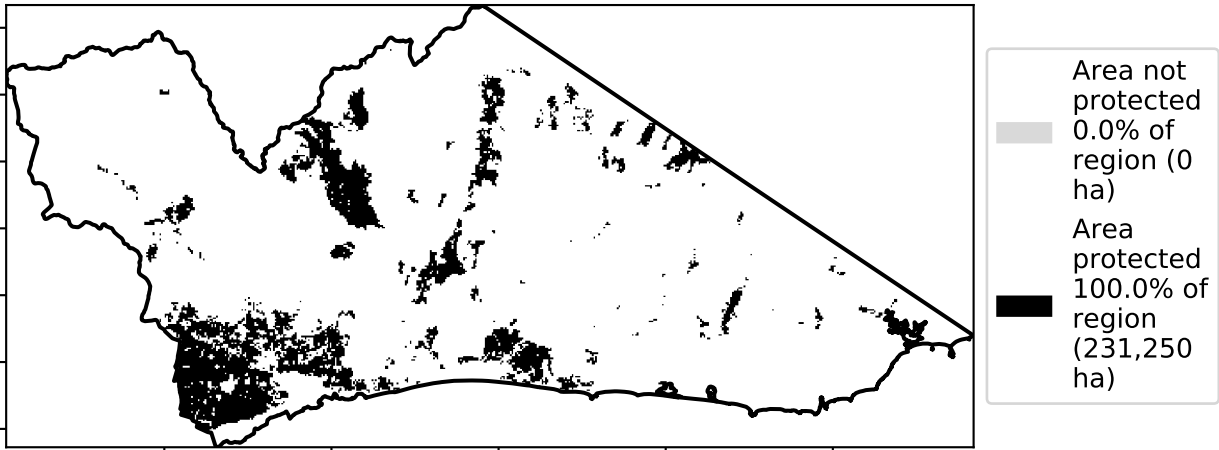 Area not
protected
0.0% of
region (0
ha)
Area
protected
100.0% of
region
(231,250
ha)